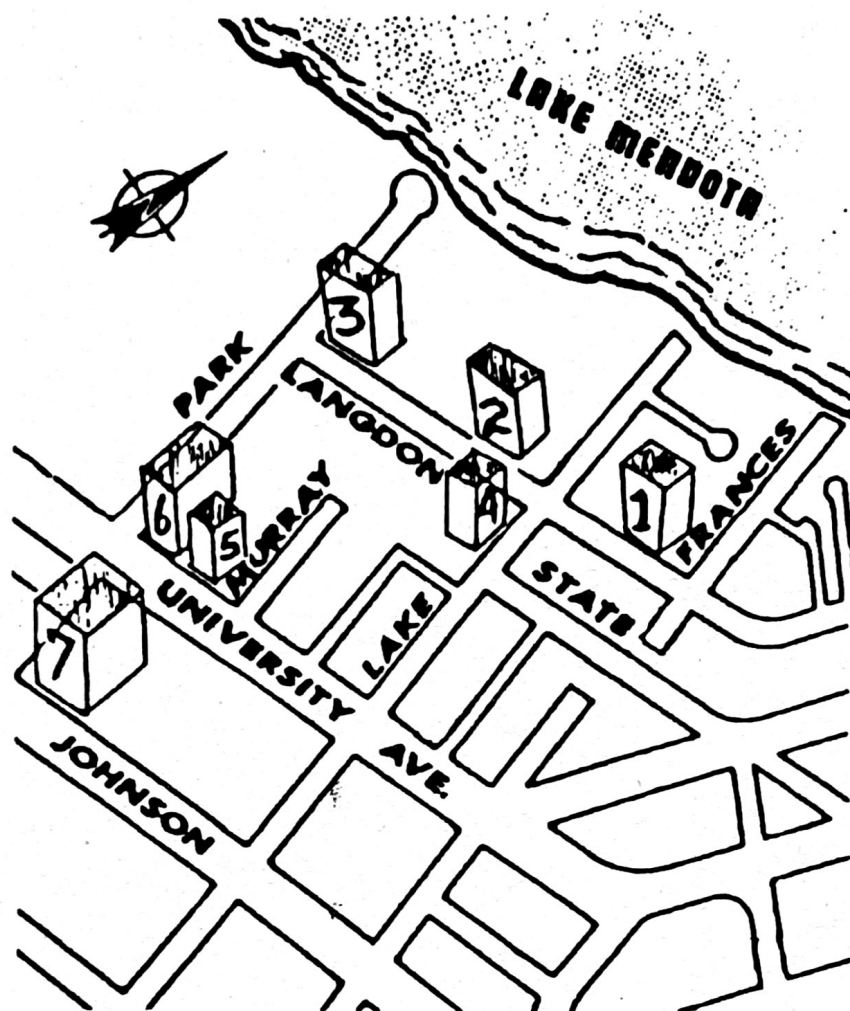 LAKE MENDOTA
N
3
PARK
LANGDON
2
4
1
FRANCES
6
5
MURRAY
STATE
UNIVERSITY
AVE.
LAKE
7
JOHNSON